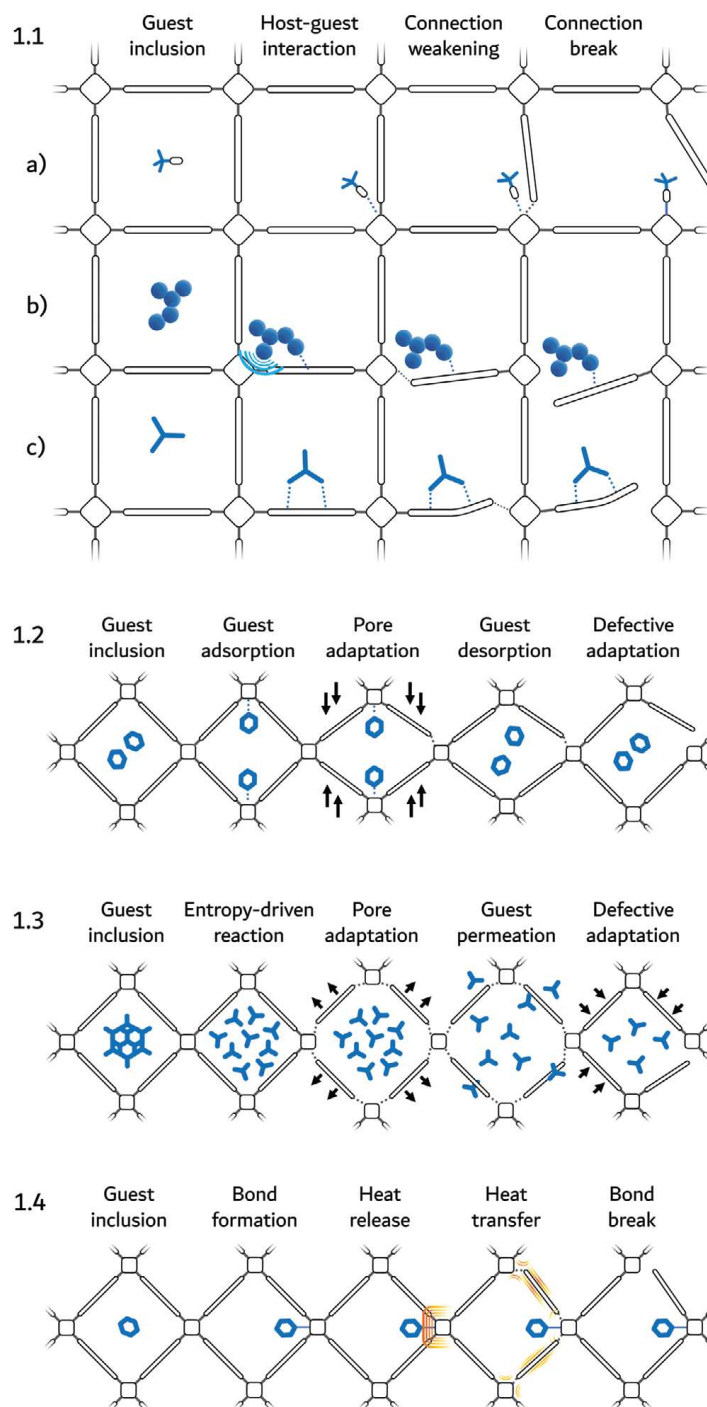 1.1
Guest inclusion
Host-guest interaction
Connection weakening
Connection break
a)
b)
c)
1.2
Guest inclusion
Guest adsorption
Pore adaptation
Guest desorption
Defective adaptation
1.3
Guest inclusion
Entropy-driven reaction
Pore adaptation
Guest permeation
Defective adaptation
1.4
Guest inclusion
Bond formation
Heat release
Heat transfer
Bond break